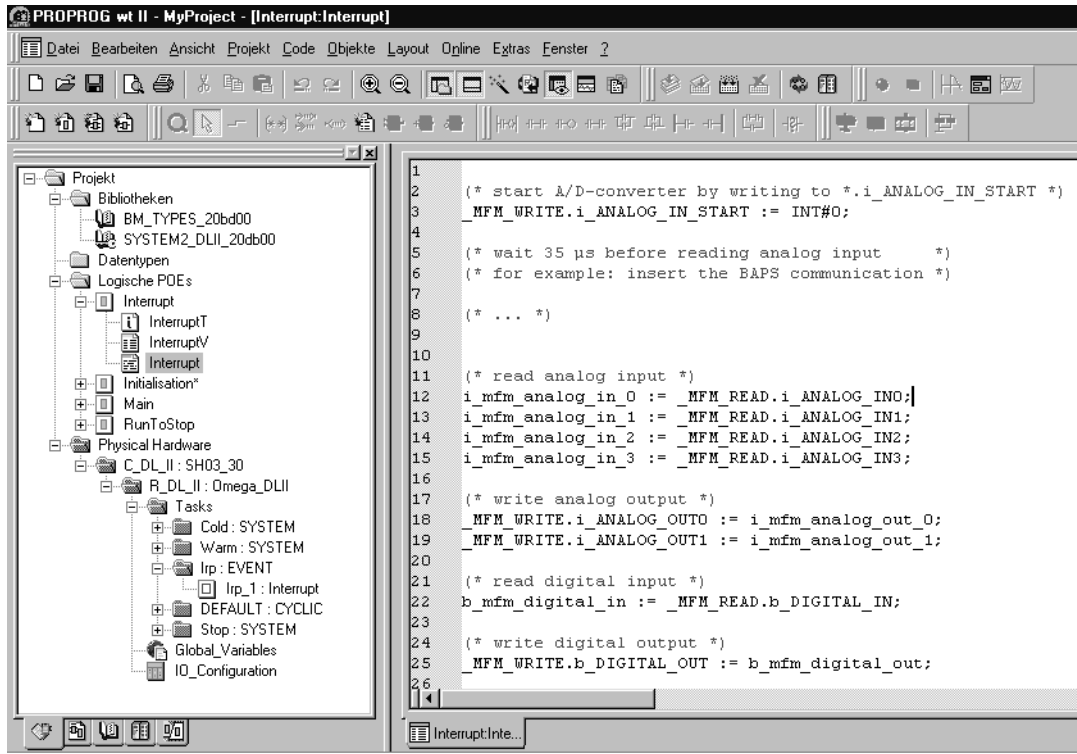 PROPROG wt II - MyProject - [Interrupt:Interrupt]
Datei Bearbeiten Ansicht Projekt Code Objekte Layout Online Extras Fenster ?
Projekt
Bibliotheken
BM_TYPES_20bd00
SYSTEM2_DLII_20db00
Datentypen
Logische POEs
Interrupt
InterruptT
InterruptV
Interrupt
Initialisation*
Main
RunToStop
Physical Hardware
C_DL_II : SH03_30
R_DL_II : Omega_DLII
Tasks
Cold : SYSTEM
Warm : SYSTEM
Irp : EVENT
Irp_1 : Interrupt
DEFAULT : CYCLIC
Stop : SYSTEM
Global_Variables
IO_Configuration
1
2 (* start A/D-converter by writing to *.i_ANALOG_IN_START *)
3 _MFM_WRITE.i_ANALOG_IN_START := INT#0;
4
5 (* wait 35 µs before reading analog input *)
6 (* for example: insert the BAPS communication *)
7
8 (* ... *)
9
10
11 (* read analog input *)
12 i_mfm_analog_in_0 := _MFM_READ.i_ANALOG_IN0;
13 i_mfm_analog_in_1 := _MFM_READ.i_ANALOG_IN1;
14 i_mfm_analog_in_2 := _MFM_READ.i_ANALOG_IN2;
15 i_mfm_analog_in_3 := _MFM_READ.i_ANALOG_IN3;
16
17 (* write analog output *)
18 _MFM_WRITE.i_ANALOG_OUT0 := i_mfm_analog_out_0;
19 _MFM_WRITE.i_ANALOG_OUT1 := i_mfm_analog_out_1;
20
21 (* read digital input *)
22 b_mfm_digital_in := _MFM_READ.b_DIGITAL_IN;
23
24 (* write digital output *)
25 _MFM_WRITE.b_DIGITAL_OUT := b_mfm_digital_out;
26
Interrupt:Inte...